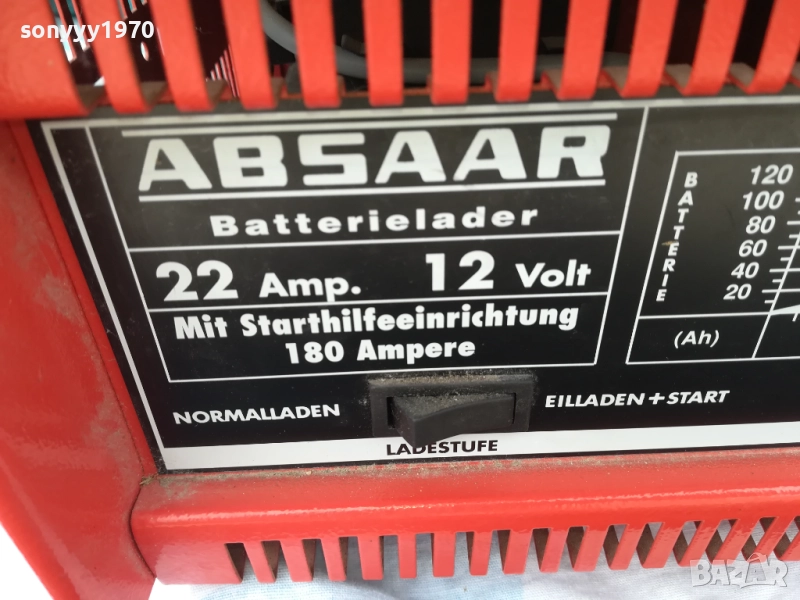 sonyyy1970
ABSAAR
Batterielader
22 Amp. 12 Volt
Mit Starthilfeeinrichtung
180 Ampere
NORMALLADEN
EILLADEN + START
LADESTUFE
BATTERIE
120
100
80
60
40
20
(Ah)
BAZAR